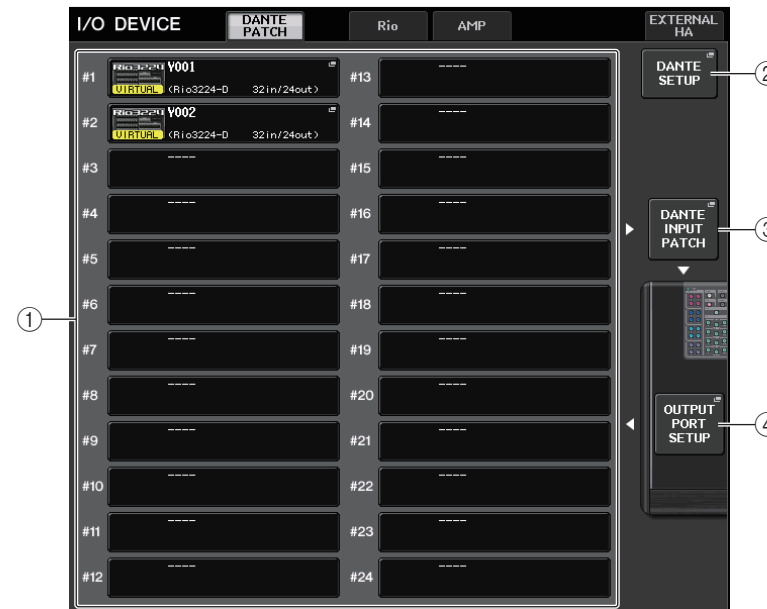 I/O DEVICE
DANTE PATCH
Rio
AMP
EXTERNAL HA
#1
Rio3224
VIRTUAL
Y001
(Rio3224-D 32in/24out)
#2
Rio3224
VIRTUAL
Y002
(Rio3224-D 32in/24out)
#3 ----
#4 ----
#5 ----
#6 ----
#7 ----
#8 ----
#9 ----
#10 ----
#11 ----
#12 ----
#13 ----
#14 ----
#15 ----
#16 ----
#17 ----
#18 ----
#19 ----
#20 ----
#21 ----
#22 ----
#23 ----
#24 ----
DANTE
SETUP
DANTE
INPUT
PATCH
OUTPUT
PORT
SETUP
①
②
③
④